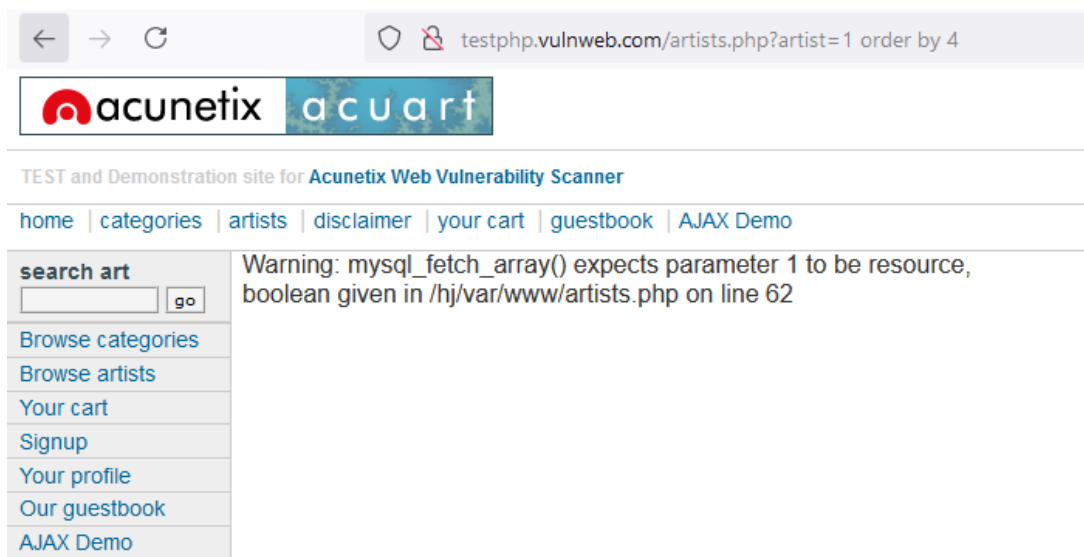 testphp.vulnweb.com/artists.php?artist=1 order by 4
acunetix acuart
TEST and Demonstration site for Acunetix Web Vulnerability Scanner
home | categories | artists | disclaimer | your cart | guestbook | AJAX Demo
search art
go
Browse categories
Browse artists
Your cart
Signup
Your profile
Our guestbook
AJAX Demo
Warning: mysql_fetch_array() expects parameter 1 to be resource,
boolean given in /hj/var/www/artists.php on line 62